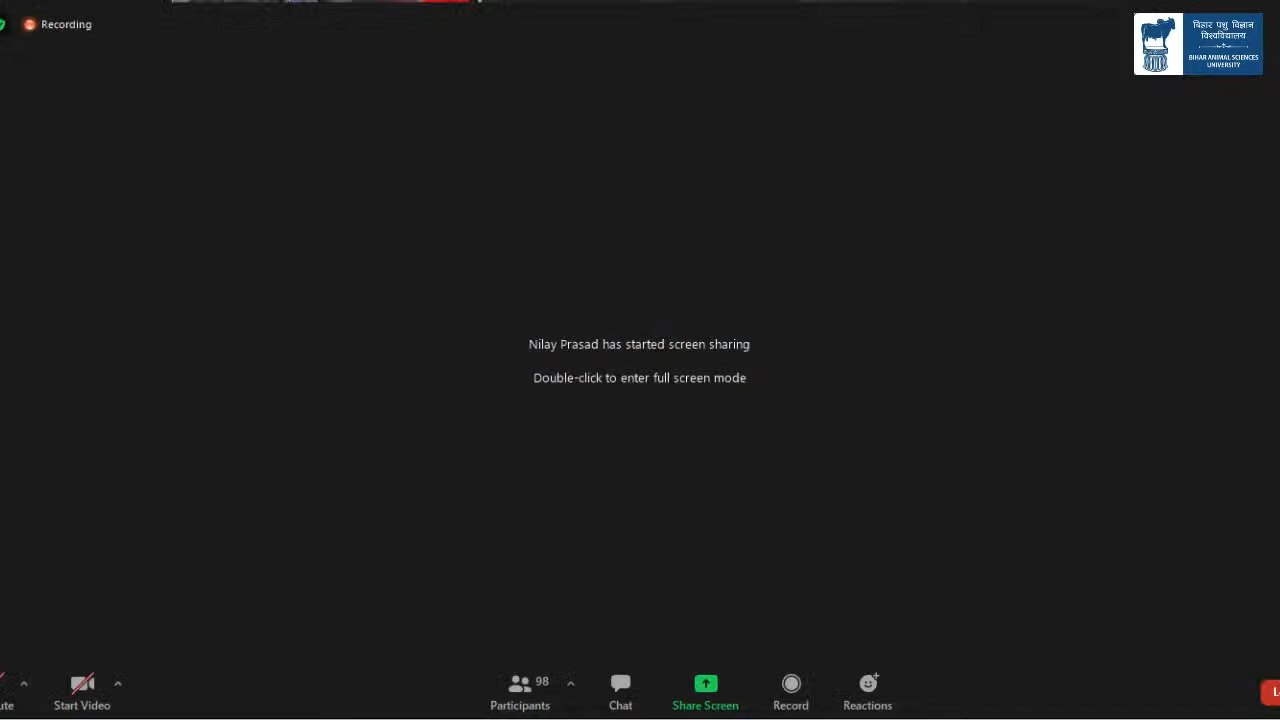 Recording
बिहार पशु विज्ञान
विश्वविद्यालय
BIHAR ANIMAL SCIENCES
UNIVERSITY
Nilay Prasad has started screen sharing
Double-click to enter full screen mode
98
ute
Start Video
Participants
Chat
Share Screen
Record
Reactions
L